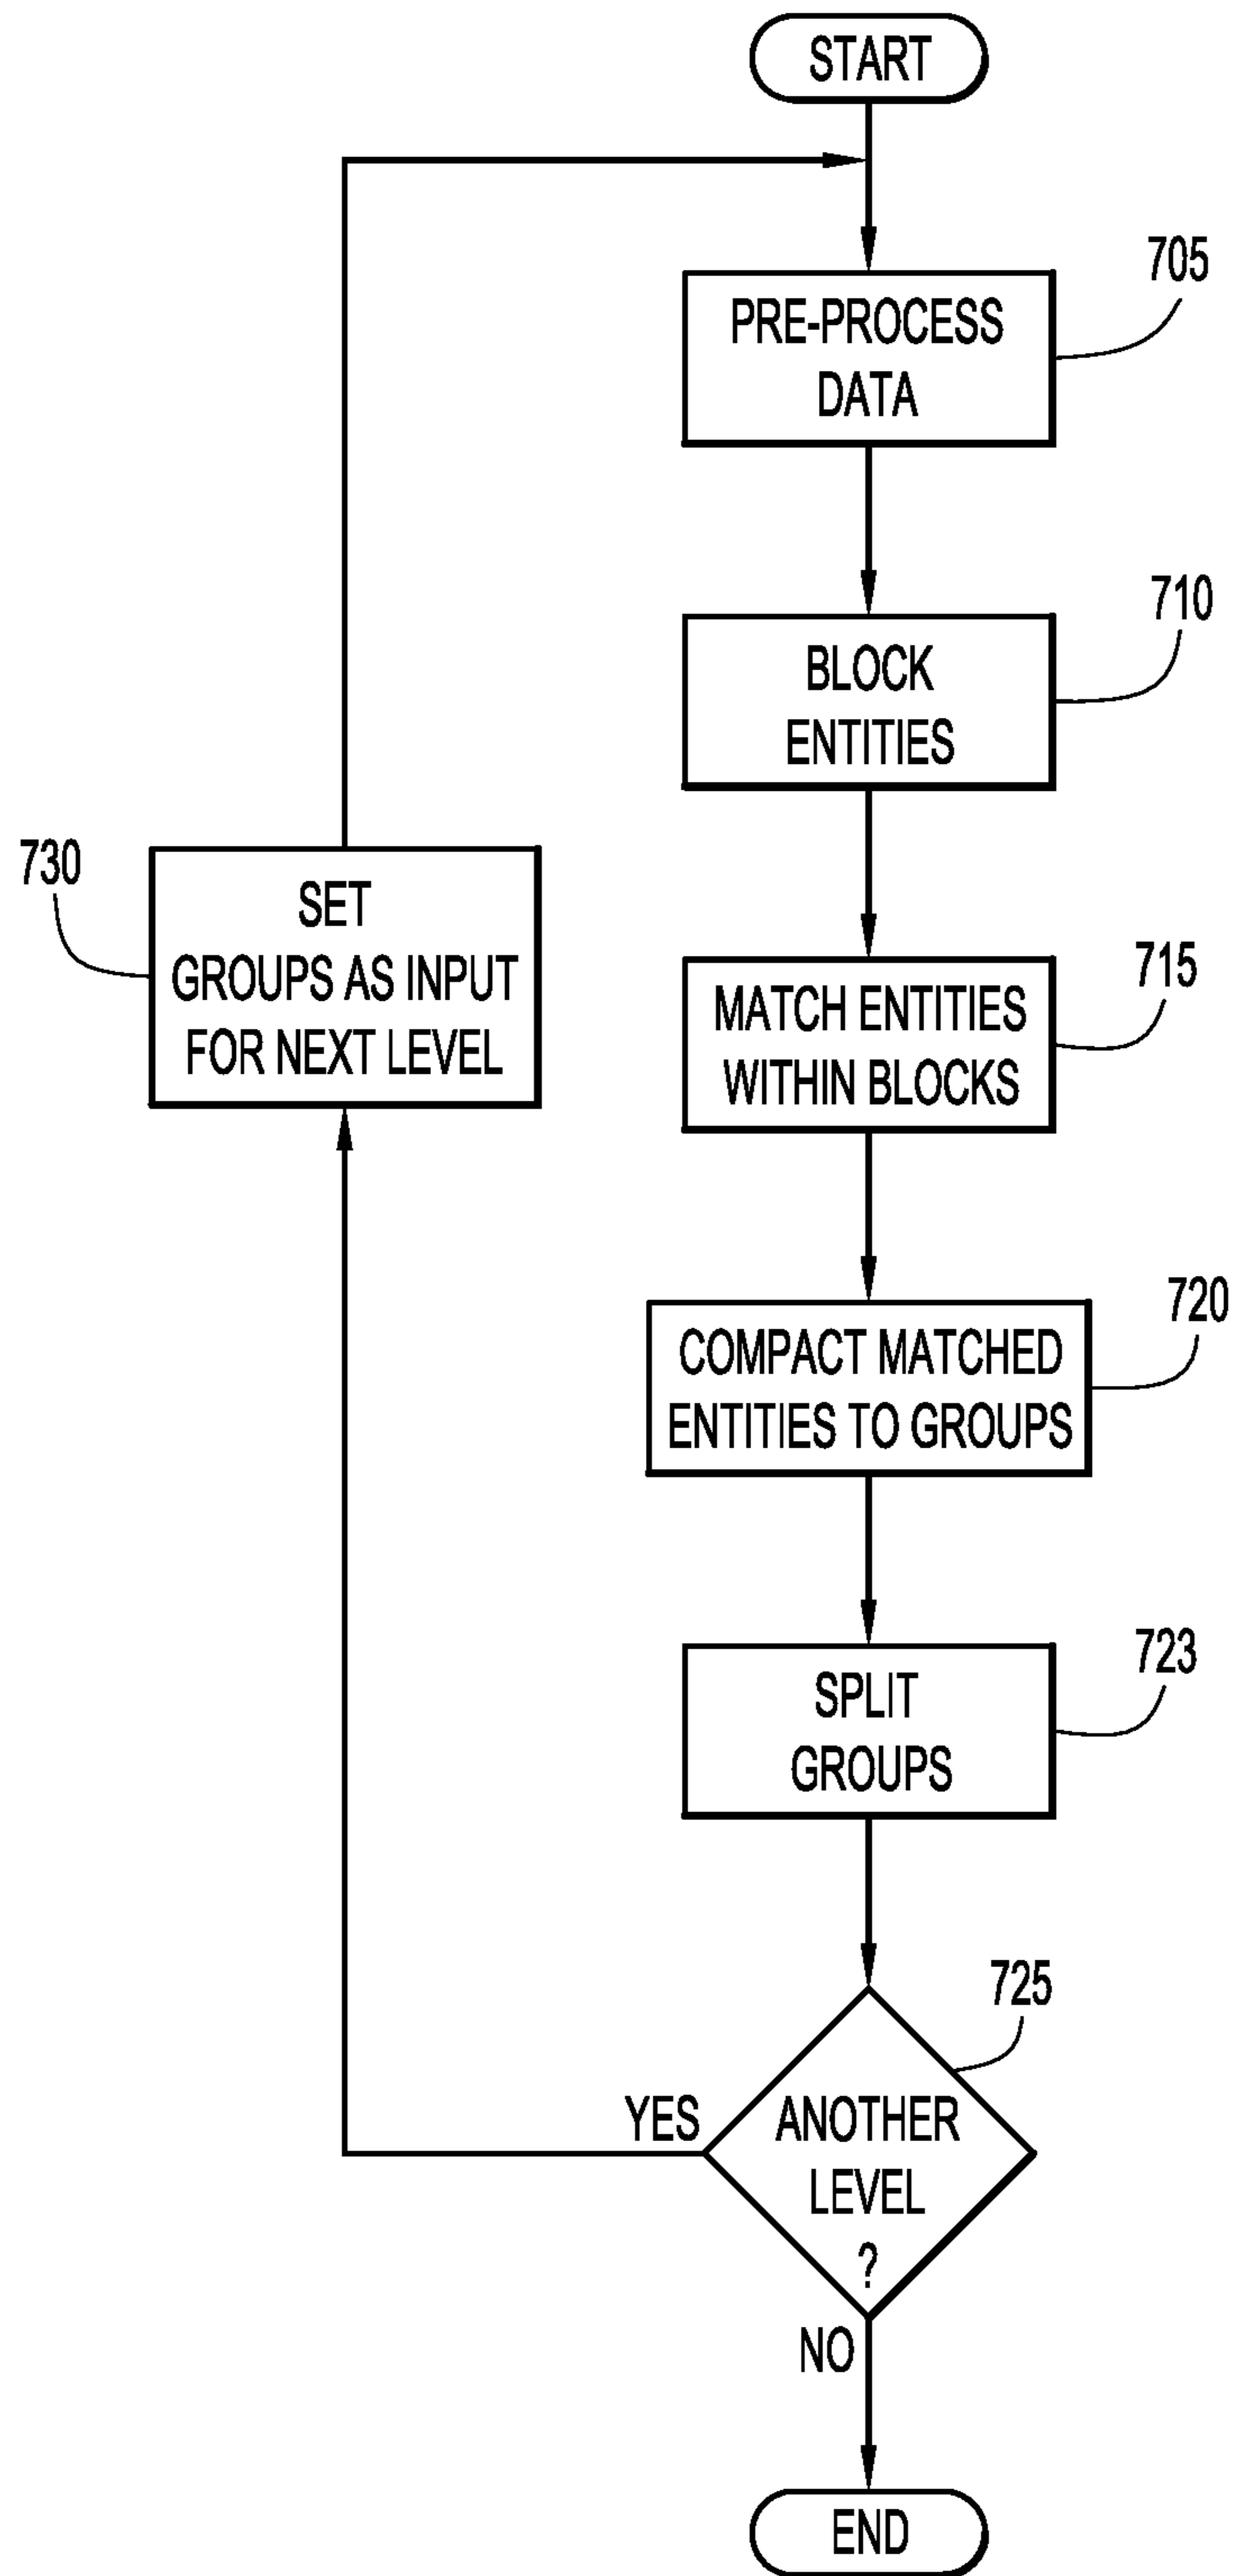 START
705
PRE-PROCESS
DATA
710
BLOCK
ENTITIES
730
SET
GROUPS AS INPUT
FOR NEXT LEVEL
715
MATCH ENTITIES
WITHIN BLOCKS
720
COMPACT MATCHED
ENTITIES TO GROUPS
723
SPLIT
GROUPS
725
YES
ANOTHER
LEVEL
?
NO
END